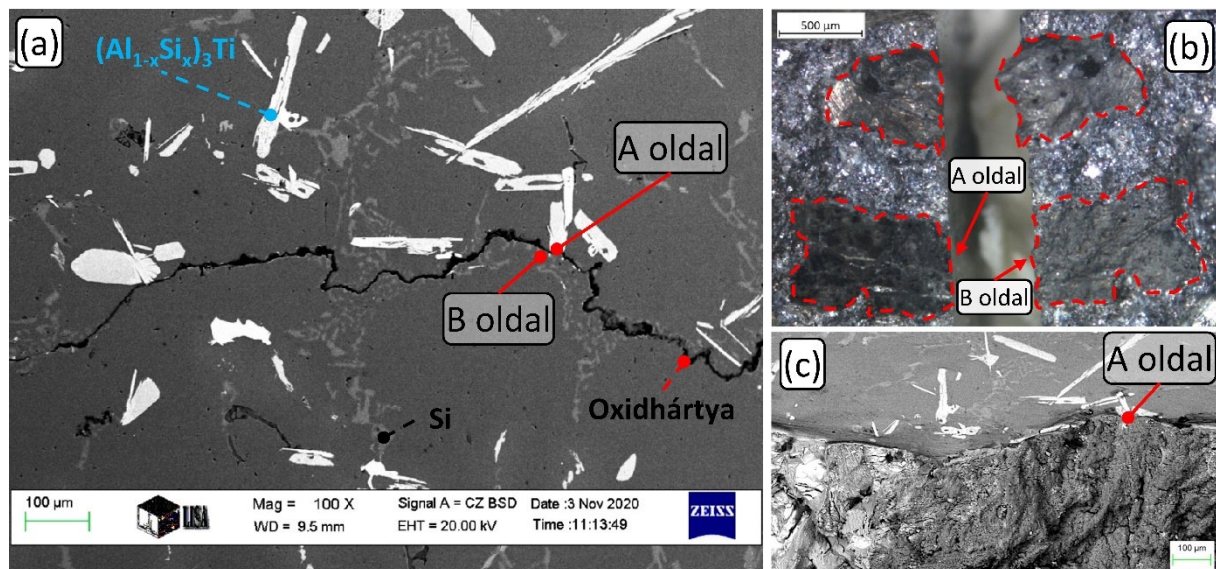 (a)
(Al1-xSix)3Ti
A oldal
B oldal
Oxidhártya
Si
100 µm
LISA
Mag = 100 X
WD = 9.5 mm
Signal A = CZ BSD
EHT = 20.00 kV
Date :3 Nov 2020
Time :11:13:49
ZEISS
500 µm
(b)
A oldal
B oldal
(c)
A oldal
100 µm